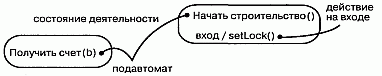 состояние деятельности
Начать строительство()
действие
на входе
вход / setLock()
Получить счет(b)
подавтомат